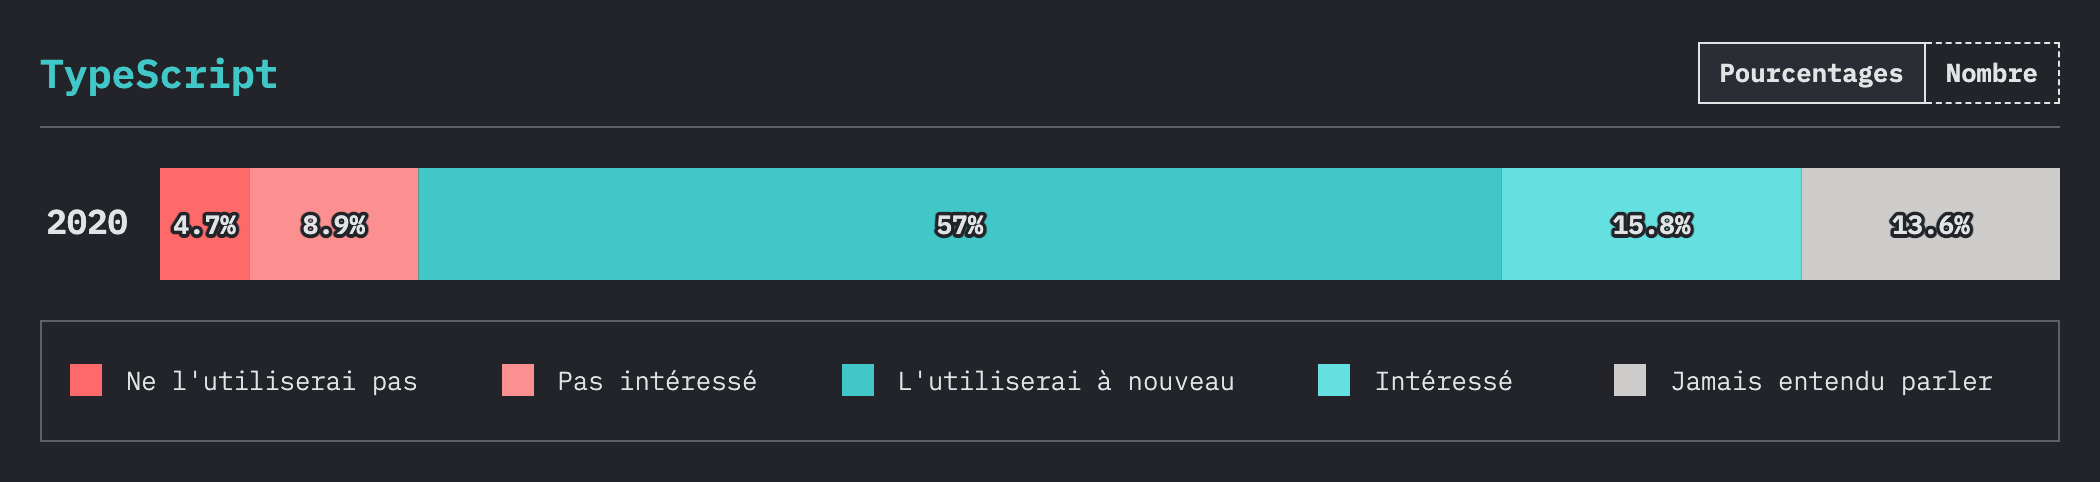 TypeScript
Pourcentages Nombre
2020 4.7% 8.9% 57% 15.8% 13.6%
Ne l'utiliserai pas Pas intéressé L'utiliserai à nouveau Intéressé Jamais entendu parler